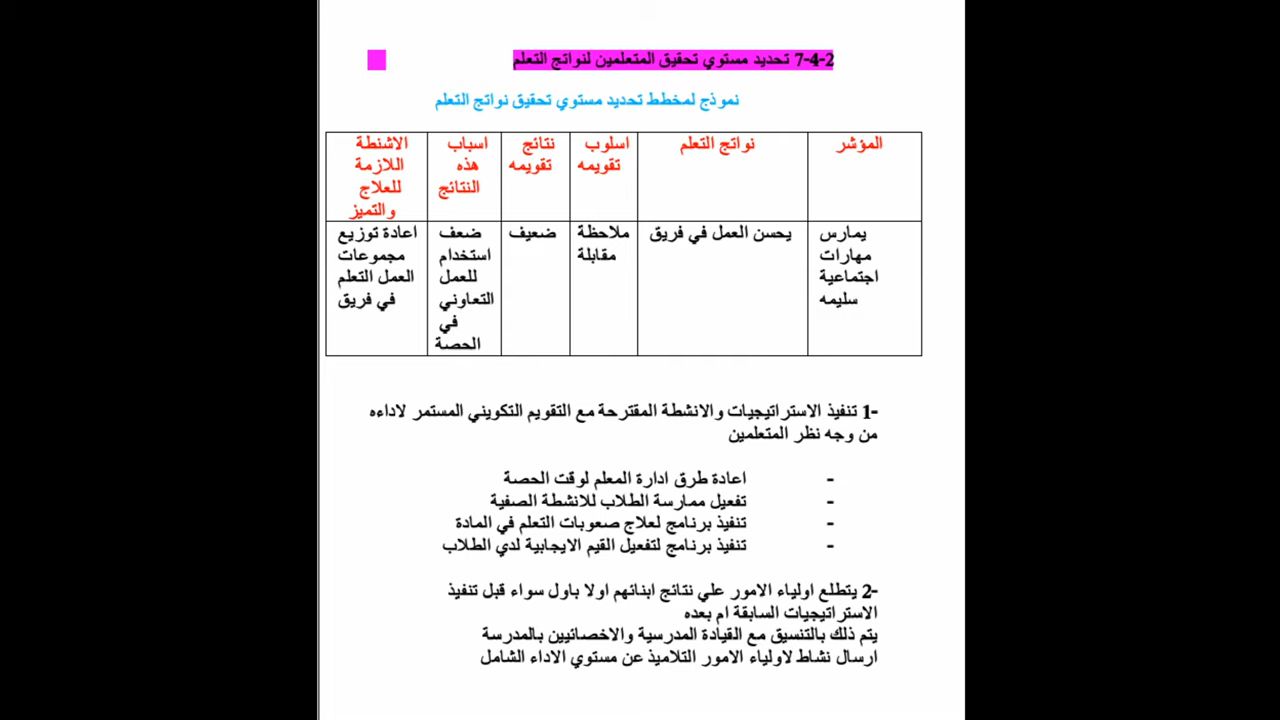 7-4-2 تحديد مستوي تحقيق المتعلمين لنواتج التعلم
نموذج لمخطط تحديد مستوي تحقيق نواتج التعلم
المؤشر
نواتج التعلم
اسلوب
تقويمه
نتائج
تقويمه
اسباب
هذه
النتائج
الاشنطة
اللازمة
للعلاج
والتميز
يمارس
مهارات
اجتماعية
سليمه
يحسن العمل في فريق
ملاحظة
مقابلة
ضعيف
ضعف
استخدام
للعمل
التعاوني
في
الحصة
اعادة توزيع
مجموعات
العمل التعلم
في فريق
1- تنفيذ الاستراتيجيات والانشطة المقترحة مع التقويم التكويني المستمر لاداءه
من وجه نظر المتعلمين
- اعادة طرق ادارة المعلم لوقت الحصة
- تفعيل ممارسة الطلاب للانشطة الصفية
- تنفيذ برنامج لعلاج صعوبات التعلم في المادة
- تنفيذ برنامج لتفعيل القيم الايجابية لدي الطلاب
2- يتطلع اولياء الامور علي نتائج ابنائهم اولا باول سواء قبل تنفيذ
الاستراتيجيات السابقة ام بعده
يتم ذلك بالتنسيق مع القيادة المدرسية والاخصائيين بالمدرسة
ارسال نشاط لاولياء الامور التلاميذ عن مستوي الاداء الشامل